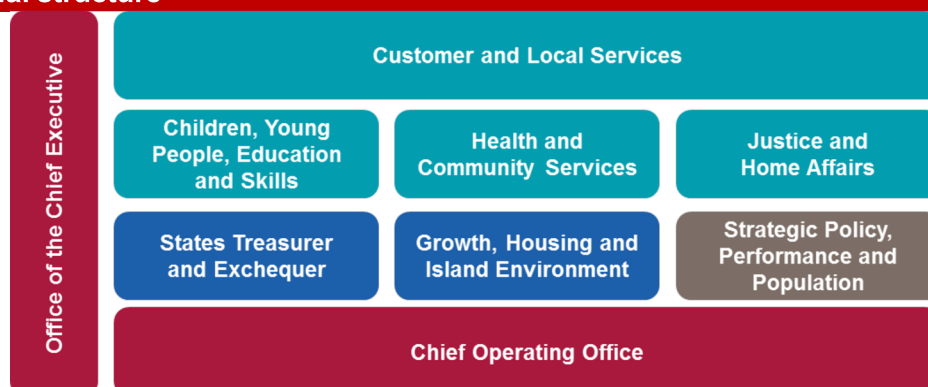 Structure
Office of the Chief Executive
Customer and Local Services
Children, Young
People, Education
and Skills
Health and
Community Services
Justice and
Home Affairs
States Treasurer
and Exchequer
Growth, Housing and
Island Environment
Strategic Policy,
Performance and
Population
Chief Operating Office